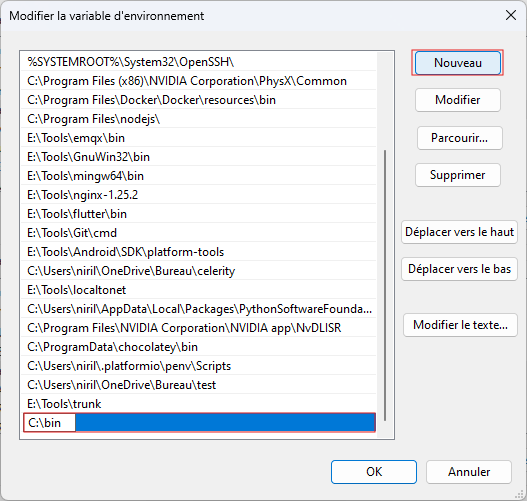 Modifier la variable d'environnement
%SYSTEMROOT%\System32\OpenSSH\
C:\Program Files (x86)\NVIDIA Corporation\PhysX\Common
C:\Program Files\Docker\Docker\resources\bin
C:\Program Files\nodejs\
E:\Tools\emqx\bin
E:\Tools\GnuWin32\bin
E:\Tools\mingw64\bin
E:\Tools\nginx-1.25.2
E:\Tools\flutter\bin
E:\Tools\Git\cmd
E:\Tools\Android\SDK\platform-tools
C:\Users\niril\OneDrive\Bureau\celerity
E:\Tools\localtonet
C:\Users\niril\AppData\Local\Packages\PythonSoftwareFounda...
C:\Program Files\NVIDIA Corporation\NVIDIA app\NvDLISR
C:\ProgramData\chocolatey\bin
C:\Users\niril\.platformio\penv\Scripts
C:\Users\niril\OneDrive\Bureau\test
E:\Tools\trunk
C:\bin
Nouveau
Modifier
Parcourir...
Supprimer
Déplacer vers le haut
Déplacer vers le bas
Modifier le texte...
OK
Annuler